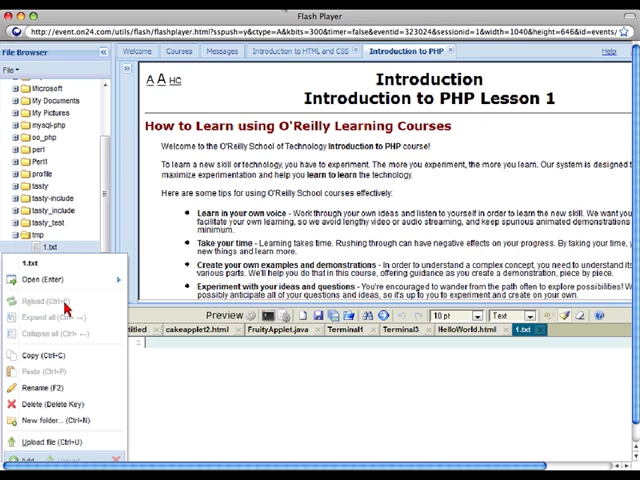 Flash Player
http://event.on24.com/utils/flash/flashplayer.html?sspush=y&ctype=A&kbits=300&timer=false&eventid=323024&sessionid=1&width=1040&height=646&id=events/
File Browser
Welcome Courses Messages Introduction to HTML and CSS Introduction to PHP Help
File
Microsoft
My Documents
My Pictures
mysql-php
oo_php
perl
Perl1
profile
tasty
tasty-include
tasty_include
tasty_test
tmp
1.txt
1.txt
Open (Enter)
Expand all
Collapse all
Copy (Ctrl+C)
Paste (Ctrl+P)
Rename (F2)
Delete (Delete Key)
New folder... (Ctrl+N)
Upload file (Ctrl+U)
A A HC
Introduction
Introduction to PHP Lesson 1
How to Learn using O'Reilly Learning Courses
Welcome to the O'Reilly School of Technology Introduction to PHP course!
To learn a new skill or technology, you have to experiment. The more you experiment, the more you learn. Our system is designed t
maximize experimentation and help you learn to learn the technology.
Here are some tips for using O'Reilly School courses effectively:
Learn in your own voice - Work through your own ideas and listen to yourself in order to learn the new skill. We want you
facilitate your own learning, so we avoid lengthy video or audio streaming, and keep spurious animated demonstrations
minimum.
Take your time - Learning takes time. Rushing through can have negative effects on your progress. By taking your time, y
new things and learn more.
Create your own examples and demonstrations - In order to understand a complex concept, you need to understand its
various parts. We'll help you do that in this course, offering guidance as you create a demonstration, piece by piece.
Experiment with your ideas and questions - You're encouraged to wander from the path often to explore possibilities! We
possibly anticipate all of your questions and ideas, so it's up to you to experiment and create on your own.
Preview 10 pt Text
titled cakeapplet2.html FruityApplet.java Terminal1 Terminal3 HelloWorld.html 1.txt
1